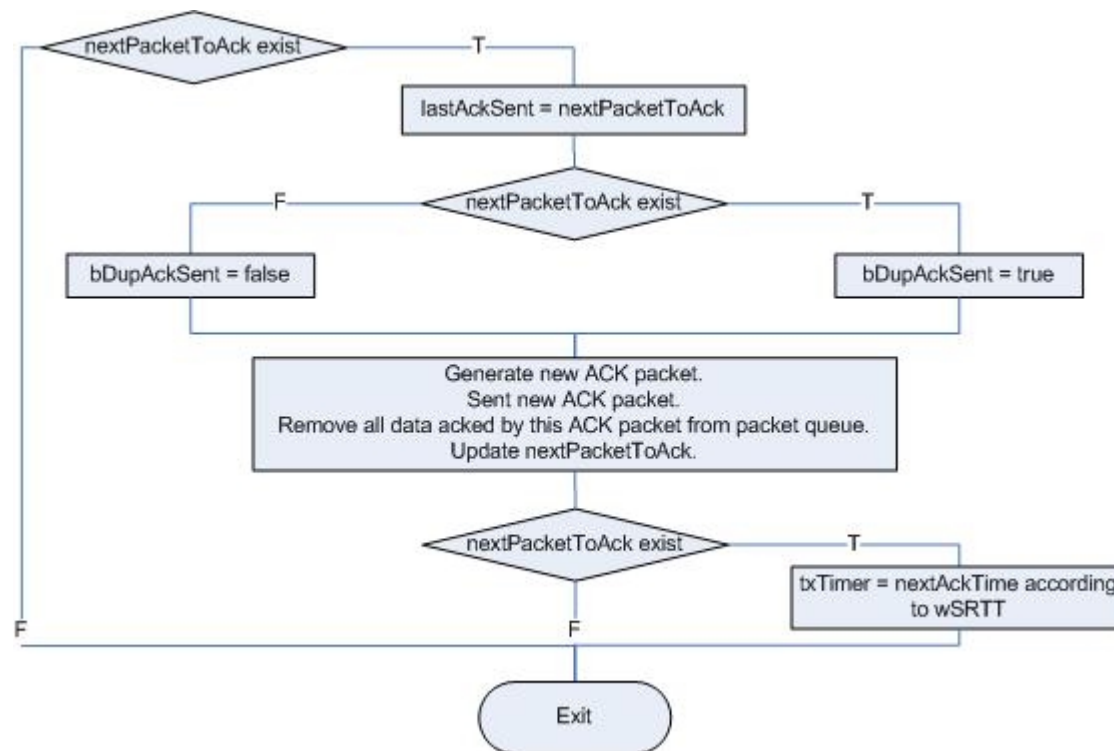 nextPacketToAck exist
T
lastAckSent = nextPacketToAck
nextPacketToAck exist
F
T
bDupAckSent = false
bDupAckSent = true
Generate new ACK packet.
Sent new ACK packet.
Remove all data acked by this ACK packet from packet queue.
Update nextPacketToAck.
nextPacketToAck exist
T
txTimer = nextAckTime according
to wSRTT
F
F
Exit